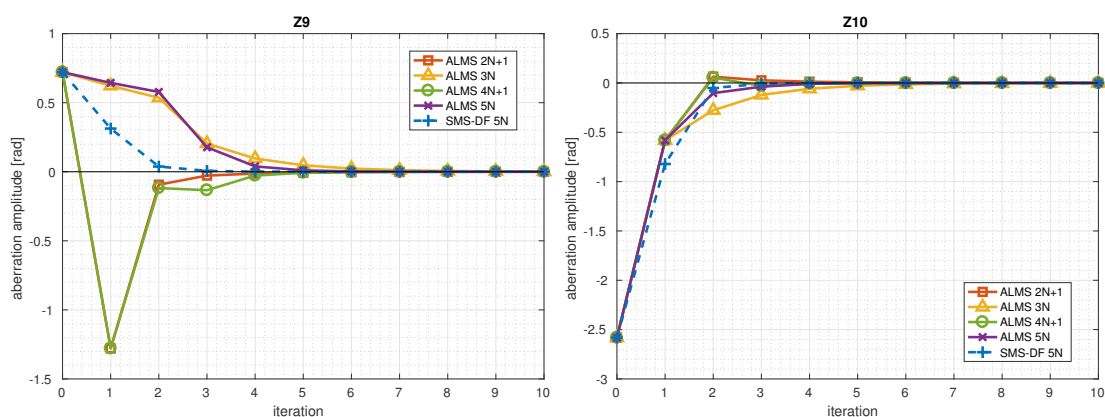 Z9
aberration amplitude [rad]
1
0.5
0
-0.5
-1
-1.5
0 1 2 3 4 5 6 7 8 9 10
iteration
ALMS 2N+1
ALMS 3N
ALMS 4N+1
ALMS 5N
SMS-DF 5N
Z10
aberration amplitude [rad]
0.5
0
-0.5
-1
-1.5
-2
-2.5
-3
0 1 2 3 4 5 6 7 8 9 10
iteration
ALMS 2N+1
ALMS 3N
ALMS 4N+1
ALMS 5N
SMS-DF 5N